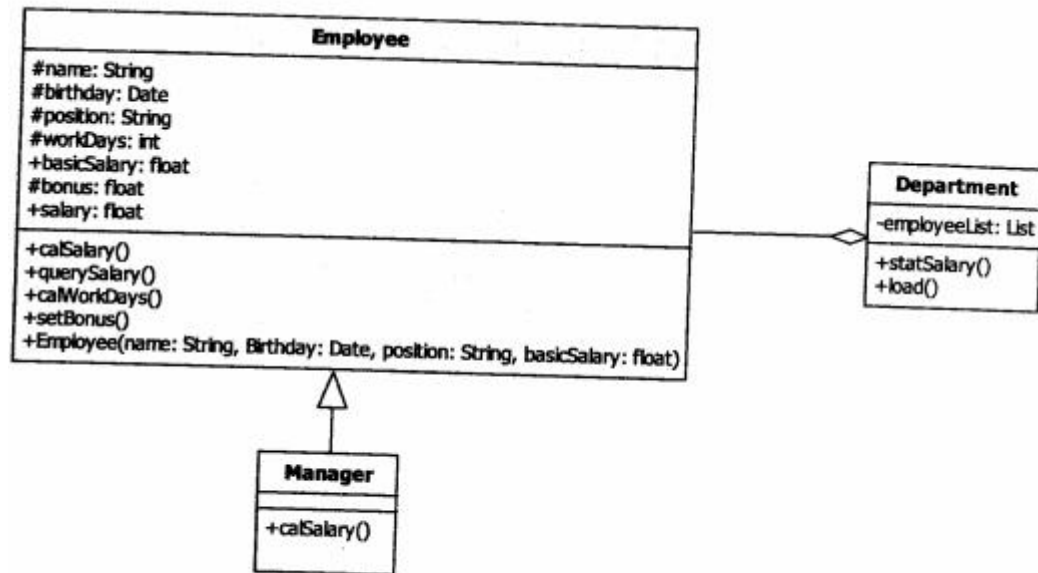 Employee
#name: String
#birthday: Date
#position: String
#workDays: int
+basicSalary: float
#bonus: float
+salary: float
+calSalary()
+querySalary()
+calWorkDays()
+setBonus()
+Employee(name: String, Birthday: Date, position: String, basicSalary: float)
Department
-employeeList: List
+statSalary()
+load()
Manager
+calSalary()